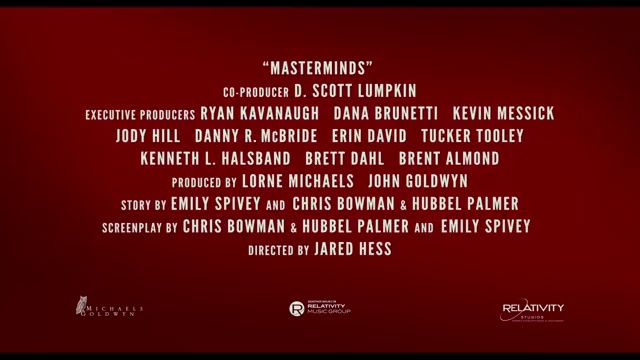 “MASTERMINDS”
CO-PRODUCER D. SCOTT LUMPKIN
EXECUTIVE PRODUCERS RYAN KAVANAUGH DANA BRUNETTI KEVIN MESSICK
JODY HILL DANNY R. McBRIDE ERIN DAVID TUCKER TOOLEY
KENNETH L. HALSBAND BRETT DAHL BRENT ALMOND
PRODUCED BY LORNE MICHAELS JOHN GOLDWYN
STORY BY EMILY SPIVEY AND CHRIS BOWMAN & HUBBEL PALMER
SCREENPLAY BY CHRIS BOWMAN & HUBBEL PALMER AND EMILY SPIVEY
DIRECTED BY JARED HESS
MICHAELS
GOLDWYN
R RELATIVITY
MUSIC GROUP
RELATIVITY
STUDIOS